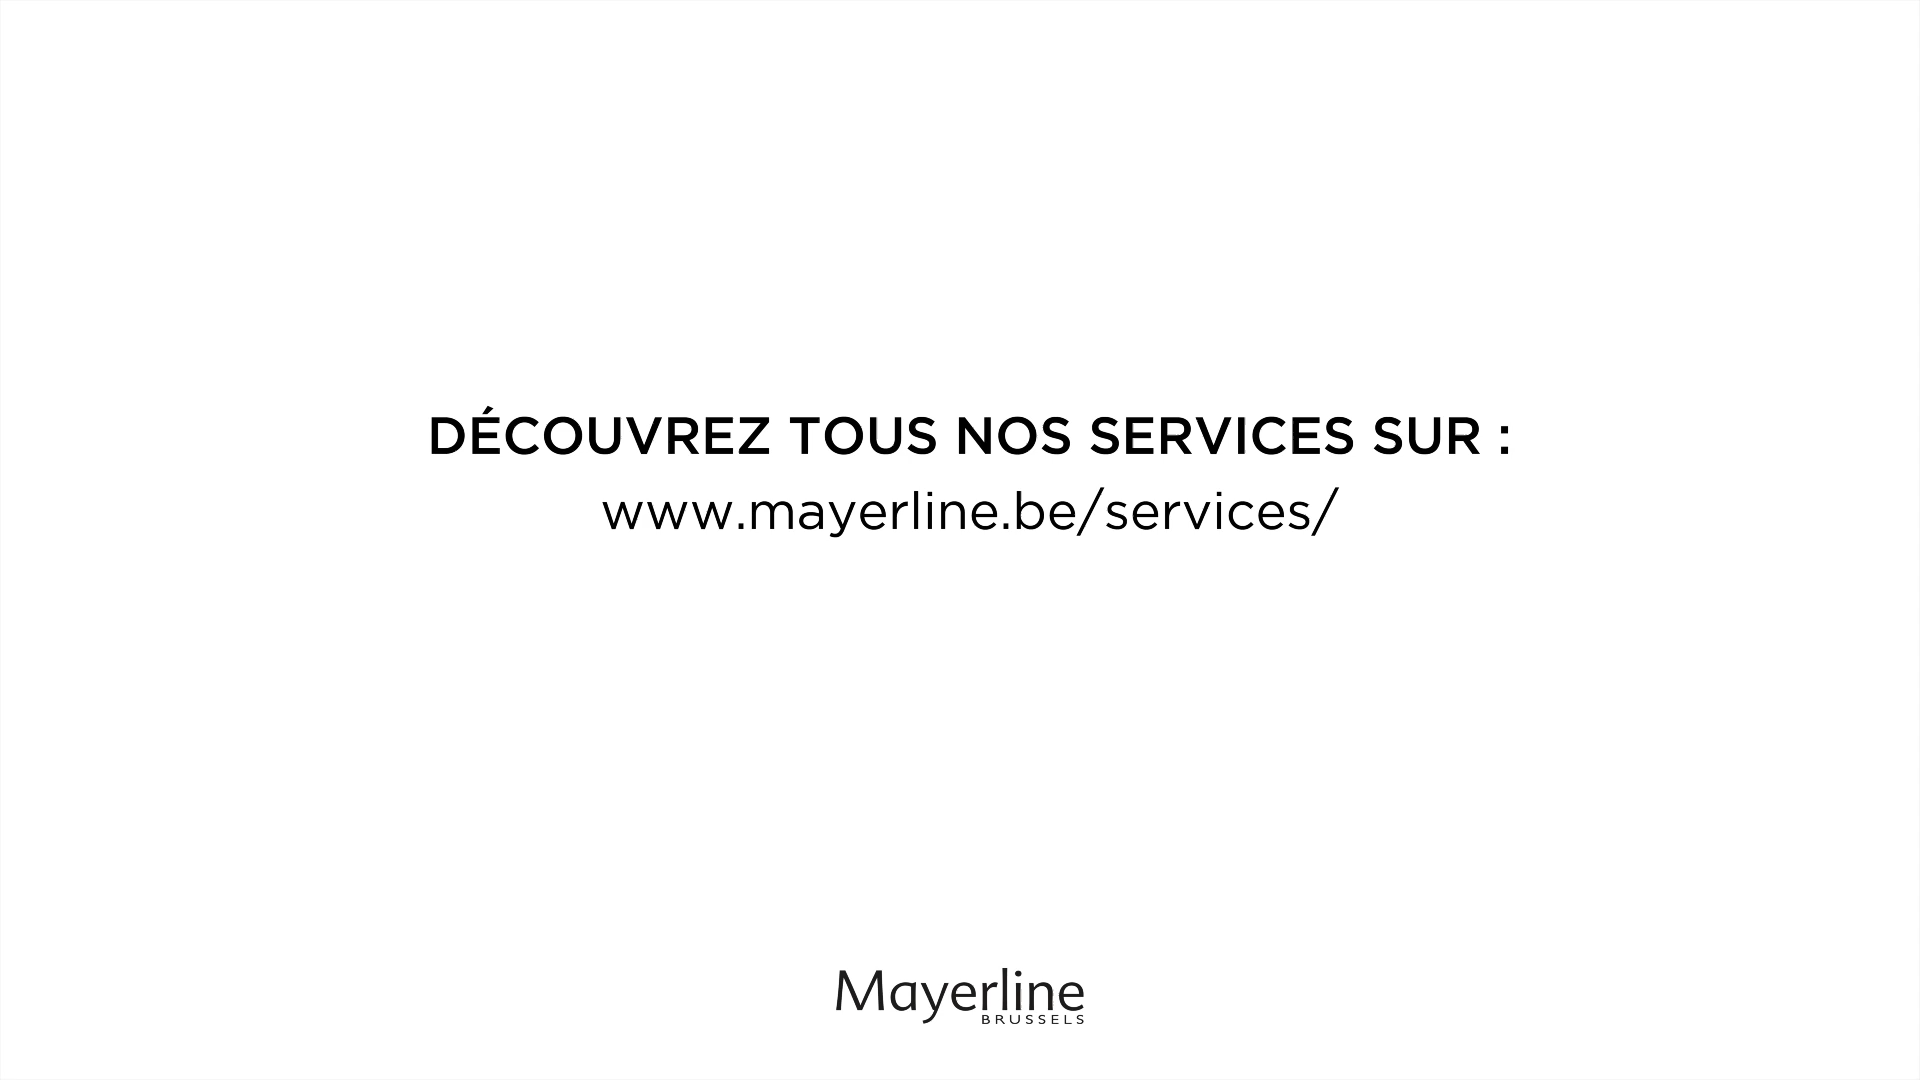 DÉCOUVREZ TOUS NOS SERVICES SUR :
www.mayerline.be/services/
Mayerline
BRUSSELS